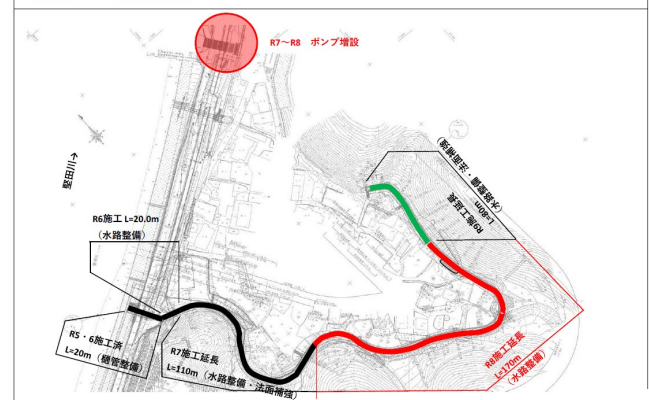 R7～R8 ポンプ増設
堅田川→
R6施工 L=20.0m
（水路整備）
R9施工延長
L=80m
（水路整備・法面補強）
R5・6施工済
L=20m（樋管整備）
R7施工延長
L=110m（水路整備・法面補強）
R8施工延長
L=170m
（水路整備）